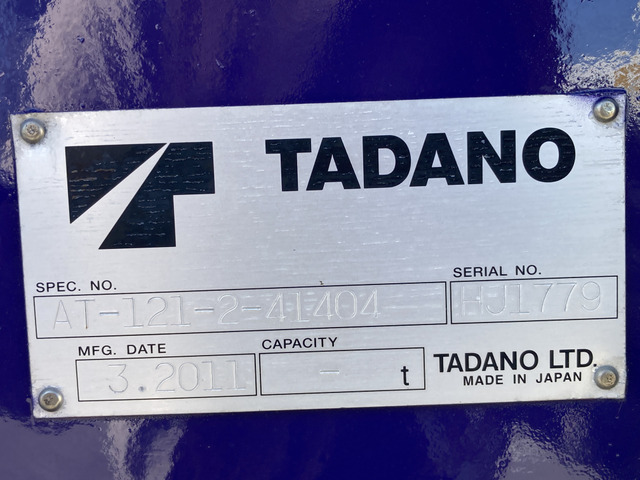 TADANO
SPEC. NO.
AT-121-2-4L404
SERIAL NO.
HJ1779
MFG. DATE
3.2011
CAPACITY
- t
TADANO LTD.
MADE IN JAPAN